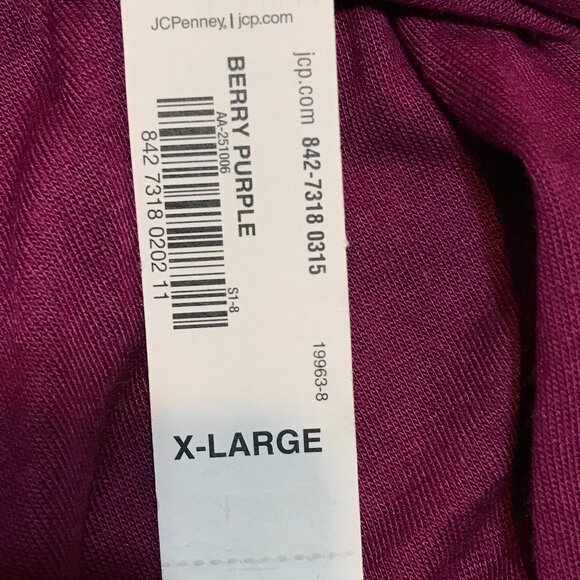 JCPenney | jcp.com
jcp.com 842-7318 0315
BERRY PURPLE
AA-251006
S1-8
842 7318 0202 11
19963-8
X-LARGE